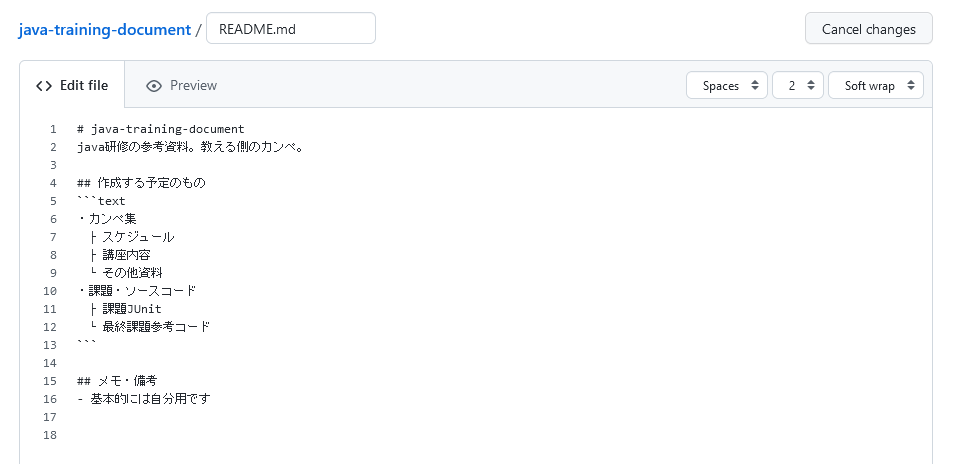 java-training-document / README.md
Cancel changes
<> Edit file
Preview
Spaces
2
Soft wrap
1 # java-training-document
2 java研修の参考資料。教える側のカンペ。
3
4 ## 作成する予定のもの
5 ```text
6 ・カンペ集
7 ├ スケジュール
8 ├ 講座内容
9 └ その他資料
10 ・課題・ソースコード
11 ├ 課題JUnit
12 └ 最終課題参考コード
13 ```
14
15 ## メモ・備考
16 - 基本的には自分用です
17
18